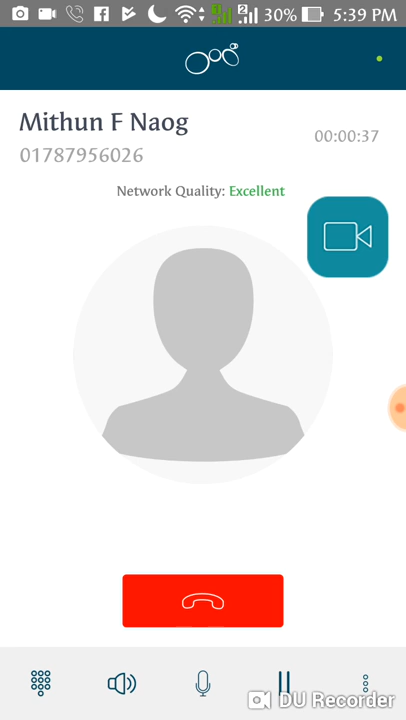 30% 5:39 PM
Mithun F Naog
01787956026
00:00:37
Network Quality: Excellent
DU Recorder